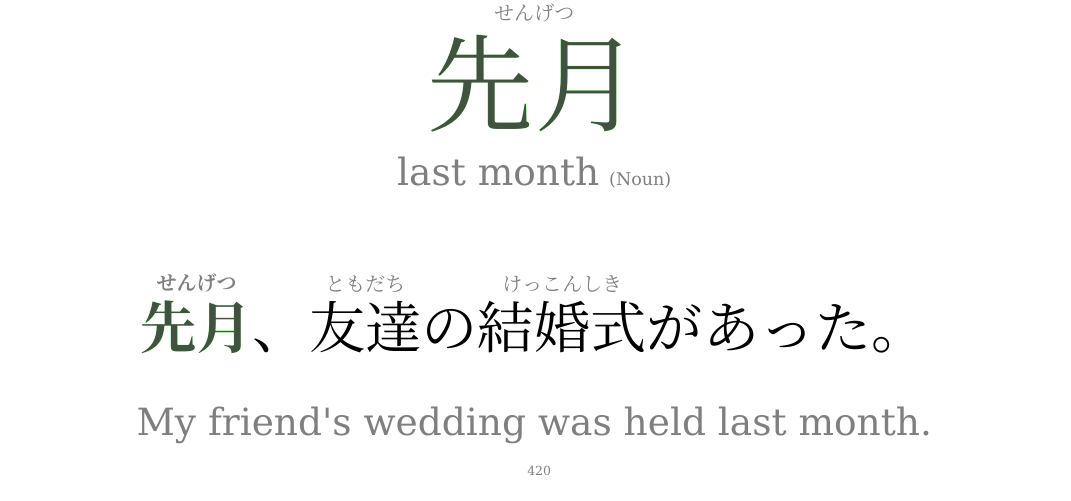 せんげつ
先月
last month (Noun)
せんげつ ともだち けっこんしき
先月、友達の結婚式があった。
My friend's wedding was held last month.
420